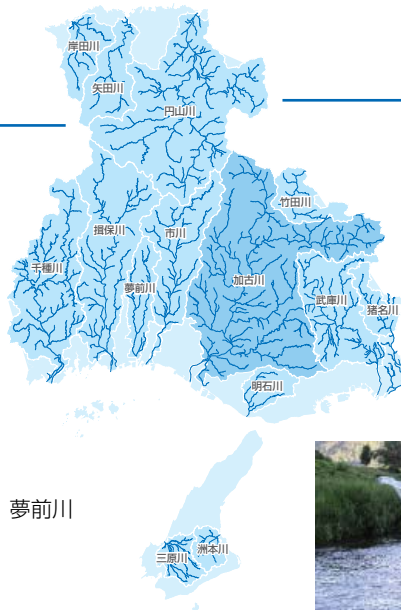 岸田川
矢田川
円山川
竹田川
揖保川
市川
千種川
夢前川
加古川
武庫川
猪名川
明石川
夢前川
三原川
洲本川